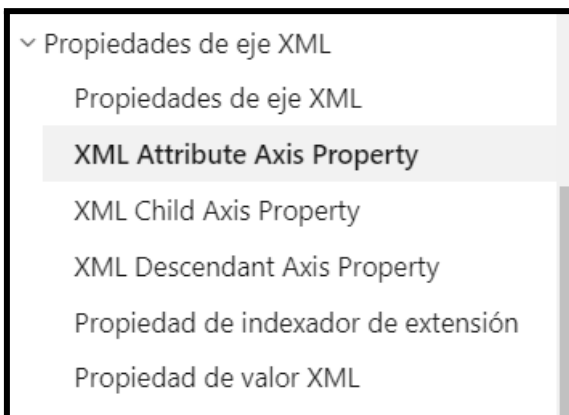 Propiedades de eje XML
Propiedades de eje XML
XML Attribute Axis Property
XML Child Axis Property
XML Descendant Axis Property
Propiedad de indexador de extensión
Propiedad de valor XML